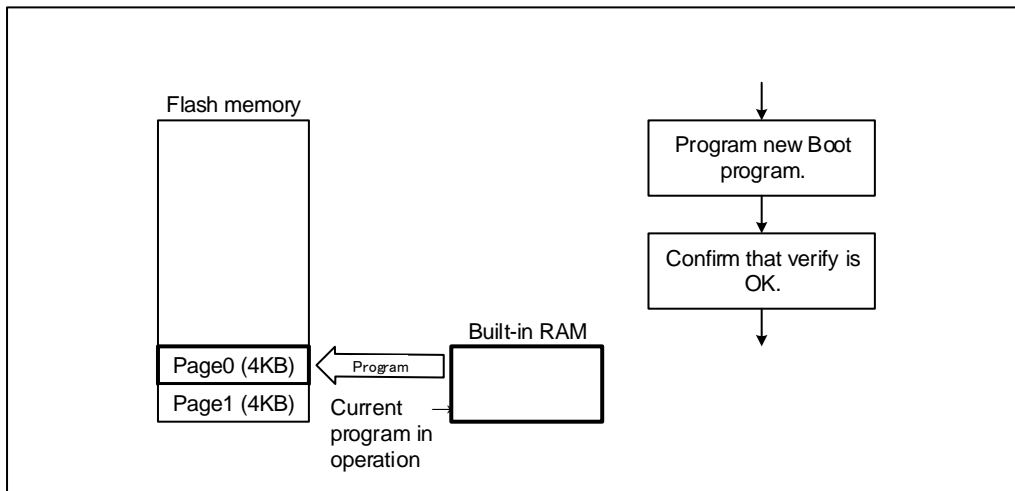 Flash memory
Page0 (4KB)
Page1 (4KB)
Program
Built-in RAM
Current
program in
operation
Program new Boot
program.
Confirm that verify is
OK.